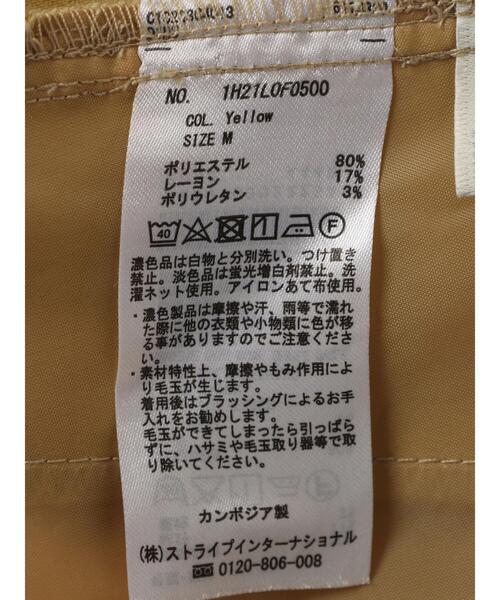 NO. 1H21LOF0500
COL. Yellow
SIZE M
ポリエステル 80%
レーヨン 17%
ポリウレタン 3%
40 F
濃色品は白物と分別洗い。つけ置き
禁止。淡色品は蛍光増白剤禁止。洗
濯ネット使用。アイロンあて布使用。
・濃色製品は摩擦や汗、雨等で濡れ
た際に他の衣類や小物類に色が移
る事がありますのでご注意くださ
い。
・素材特性上、摩擦やもみ作用によ
り毛玉が生じます。
着用後はブラッシングによるお手
入れをお勧めします。
毛玉ができてしまったら引っぱら
ずに、ハサミや毛玉取り器等で取
り除いてください。
カンボジア製
(株)ストライプインターナショナル
0120-806-008